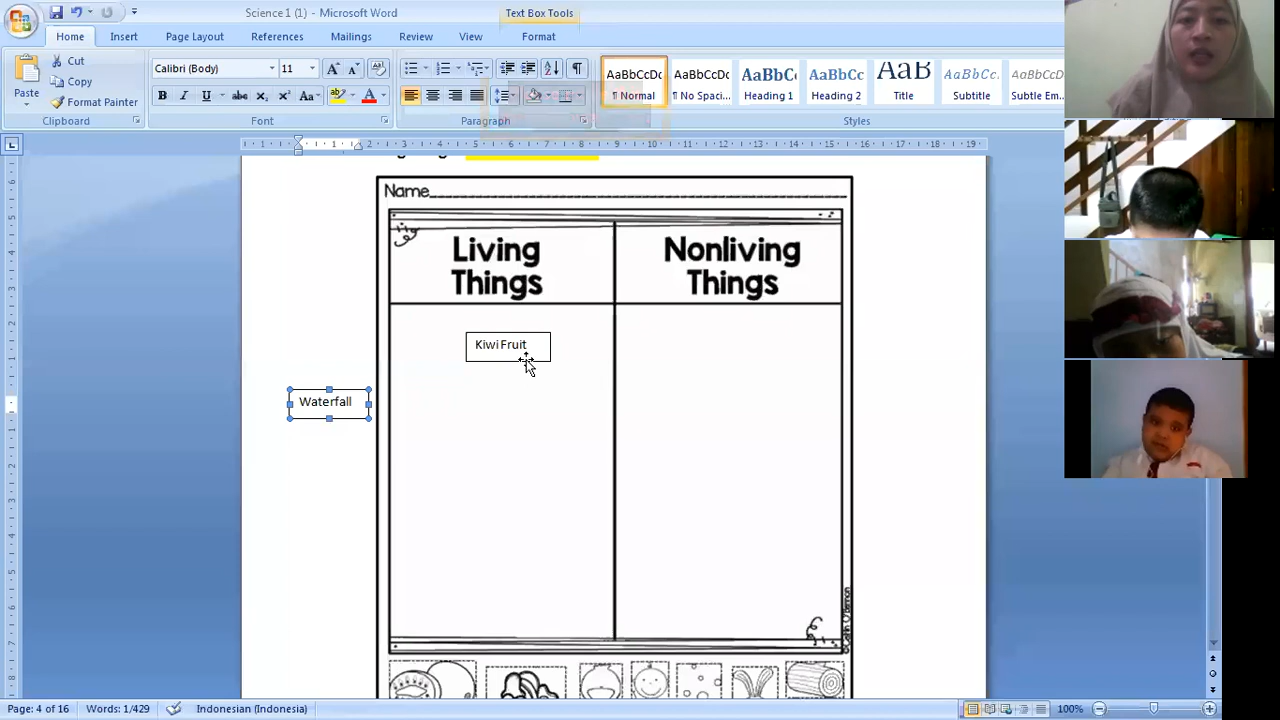 Science 1 (1) - Microsoft Word
Text Box Tools
Home Insert Page Layout References Mailings Review View Format
Paste
Cut
Copy
Format Painter
Clipboard
Calibri (Body) 11
Font
Paragraph
AaBbCcDc AaBbCcDc AaBbC AaBbCc AaB AaBbCc. AaBbCcDc
¶ Normal ¶ No Spaci... Heading 1 Heading 2 Title Subtitle Subtle Em...
Styles
Name
Living
Things
Nonliving
Things
Kiwi Fruit
Waterfall
Page: 4 of 16 Words: 1/429 Indonesian (Indonesia) 100%